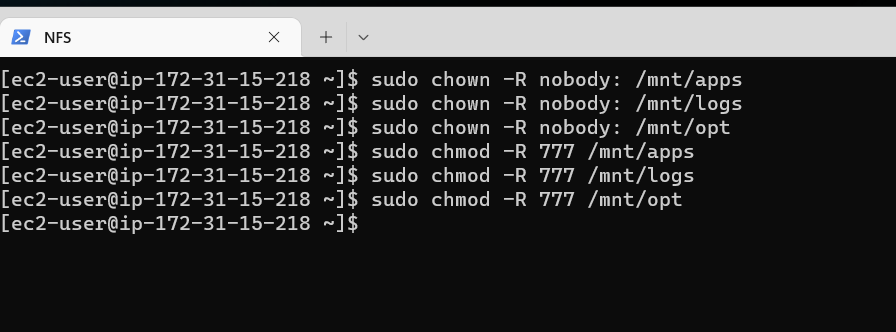 NFS
[ec2-user@ip-172-31-15-218 ~]$ sudo chown -R nobody: /mnt/apps
[ec2-user@ip-172-31-15-218 ~]$ sudo chown -R nobody: /mnt/logs
[ec2-user@ip-172-31-15-218 ~]$ sudo chown -R nobody: /mnt/opt
[ec2-user@ip-172-31-15-218 ~]$ sudo chmod -R 777 /mnt/apps
[ec2-user@ip-172-31-15-218 ~]$ sudo chmod -R 777 /mnt/logs
[ec2-user@ip-172-31-15-218 ~]$ sudo chmod -R 777 /mnt/opt
[ec2-user@ip-172-31-15-218 ~]$